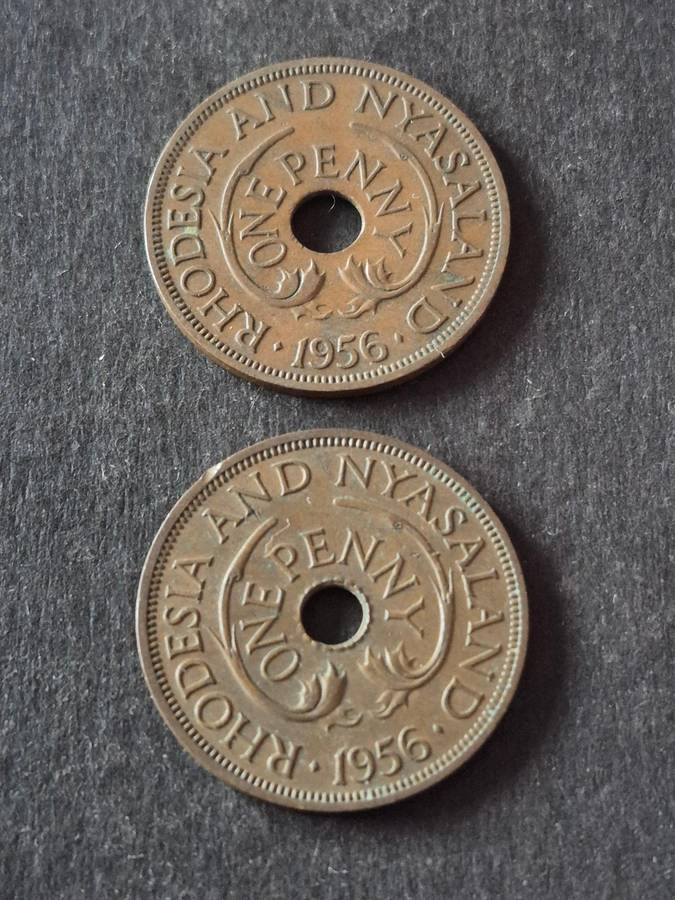 RHODESIA AND NYASALAND
ONE PENNY
· 1956 ·
RHODESIA AND NYASALAND
ONE PENNY
· 1956 ·